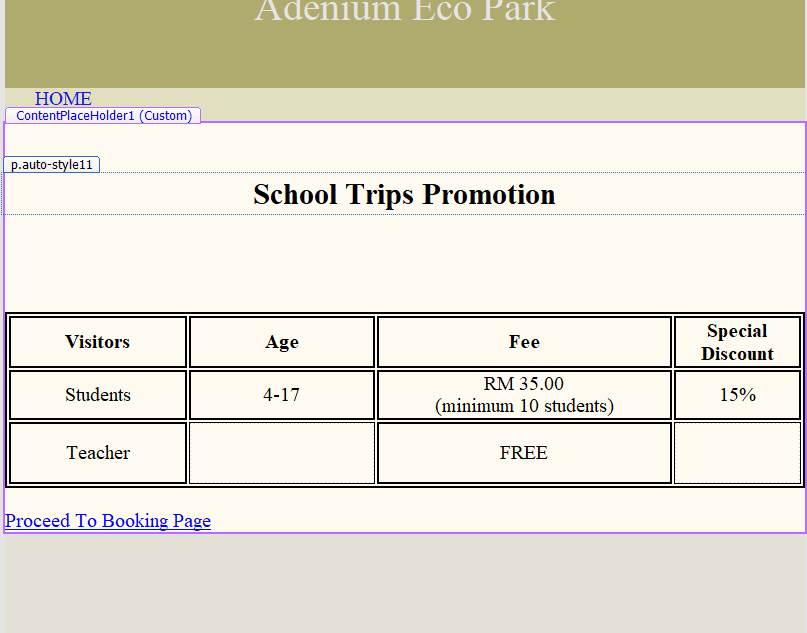 Adenium Eco Park
HOME
ContentPlaceHolder1 (Custom)
p.auto-style11
School Trips Promotion
Visitors Age Fee Special
Discount
Students 4-17 RM 35.00
(minimum 10 students) 15%
Teacher FREE
Proceed To Booking Page